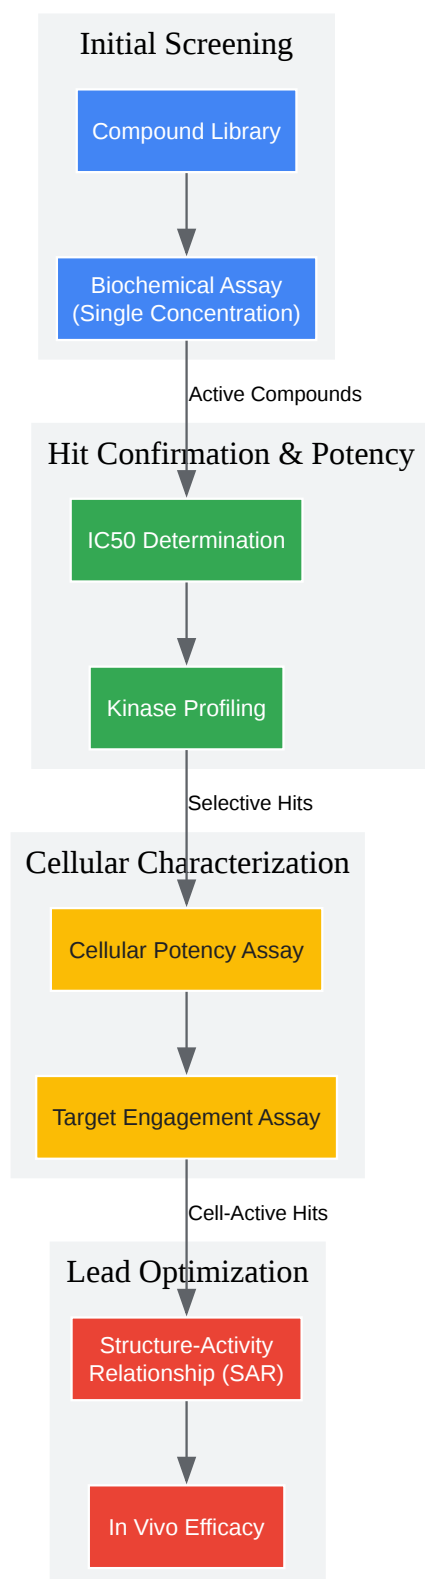 Initial Screening
Compound Library
Biochemical Assay
(Single Concentration)
Active Compounds
Hit Confirmation & Potency
IC50 Determination
Kinase Profiling
Selective Hits
Cellular Characterization
Cellular Potency Assay
Target Engagement Assay
Cell-Active Hits
Lead Optimization
Structure-Activity
Relationship (SAR)
In Vivo Efficacy